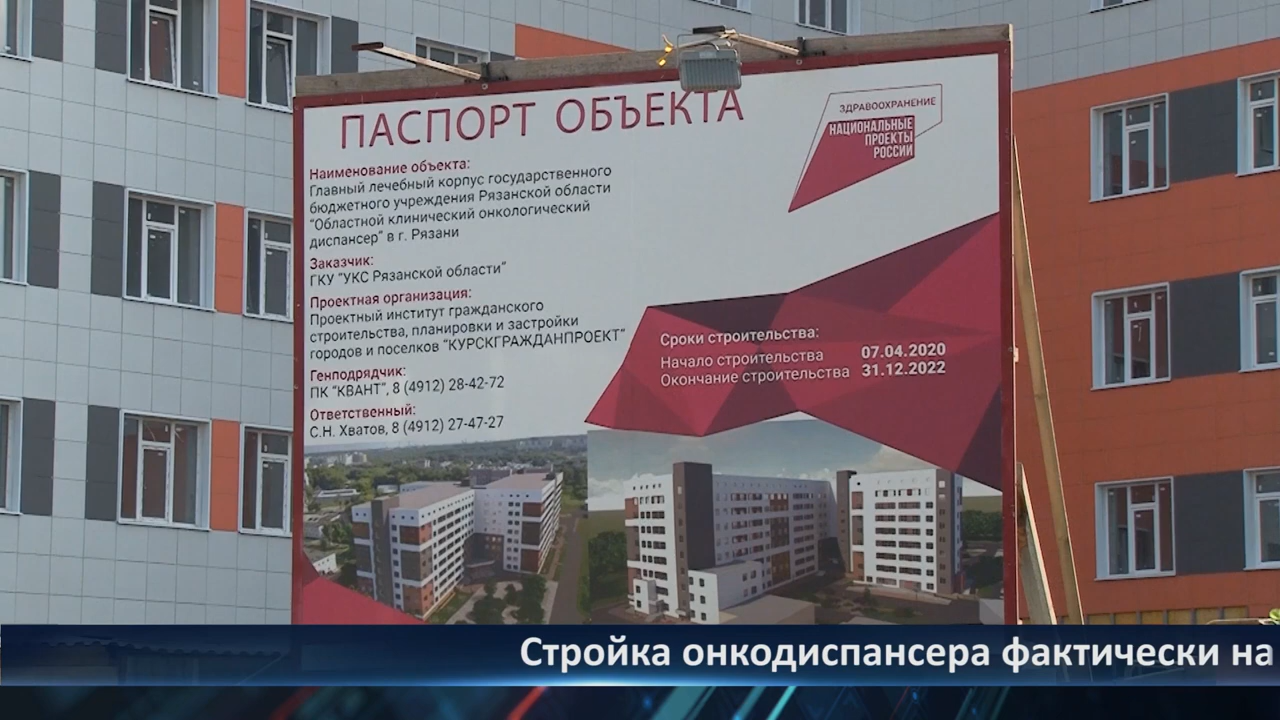 ПАСПОРТ ОБЪЕКТА
ЗДРАВООХРАНЕНИЕ
НАЦИОНАЛЬНЫЕ
ПРОЕКТЫ
РОССИИ
Наименование объекта:
Главный лечебный корпус государственного
бюджетного учреждения Рязанской области
"Областной клинический онкологический
диспансер" в г. Рязани
Заказчик:
ГКУ "УКС Рязанской области"
Проектная организация:
Проектный институт гражданского
строительства, планировки и застройки
городов и поселков "КУРСКГРАЖДАНПРОЕКТ"
Генподрядчик:
ПК "КВАНТ", 8 (4912) 28-42-72
Ответственный:
С.Н. Хватов, 8 (4912) 27-47-27
Сроки строительства:
Начало строительства 07.04.2020
Окончание строительства 31.12.2022
Стройка онкодиспансера фактически на